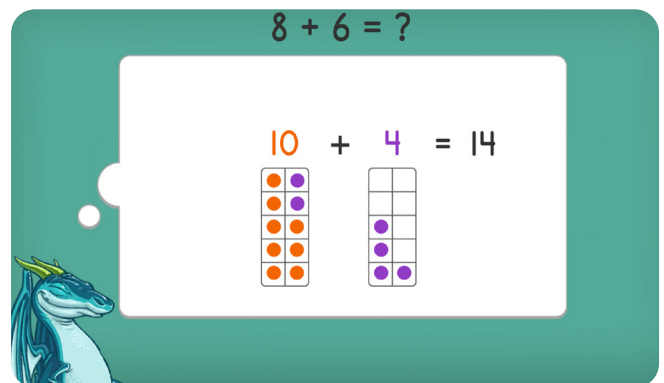 8 + 6 = ?
10 + 4 = 14